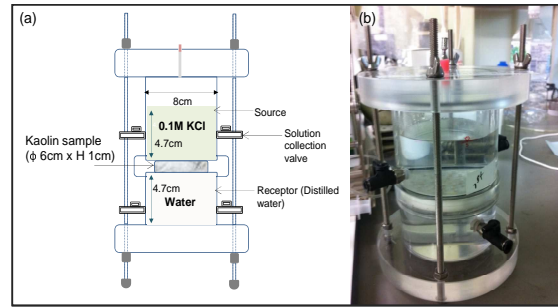 (a)
8cm
Source
0.1M KCl
Kaolin sample
(ϕ 6cm x H 1cm)
4.7cm
Solution
collection
valve
4.7cm
Receptor (Distilled
water)
Water
(b)